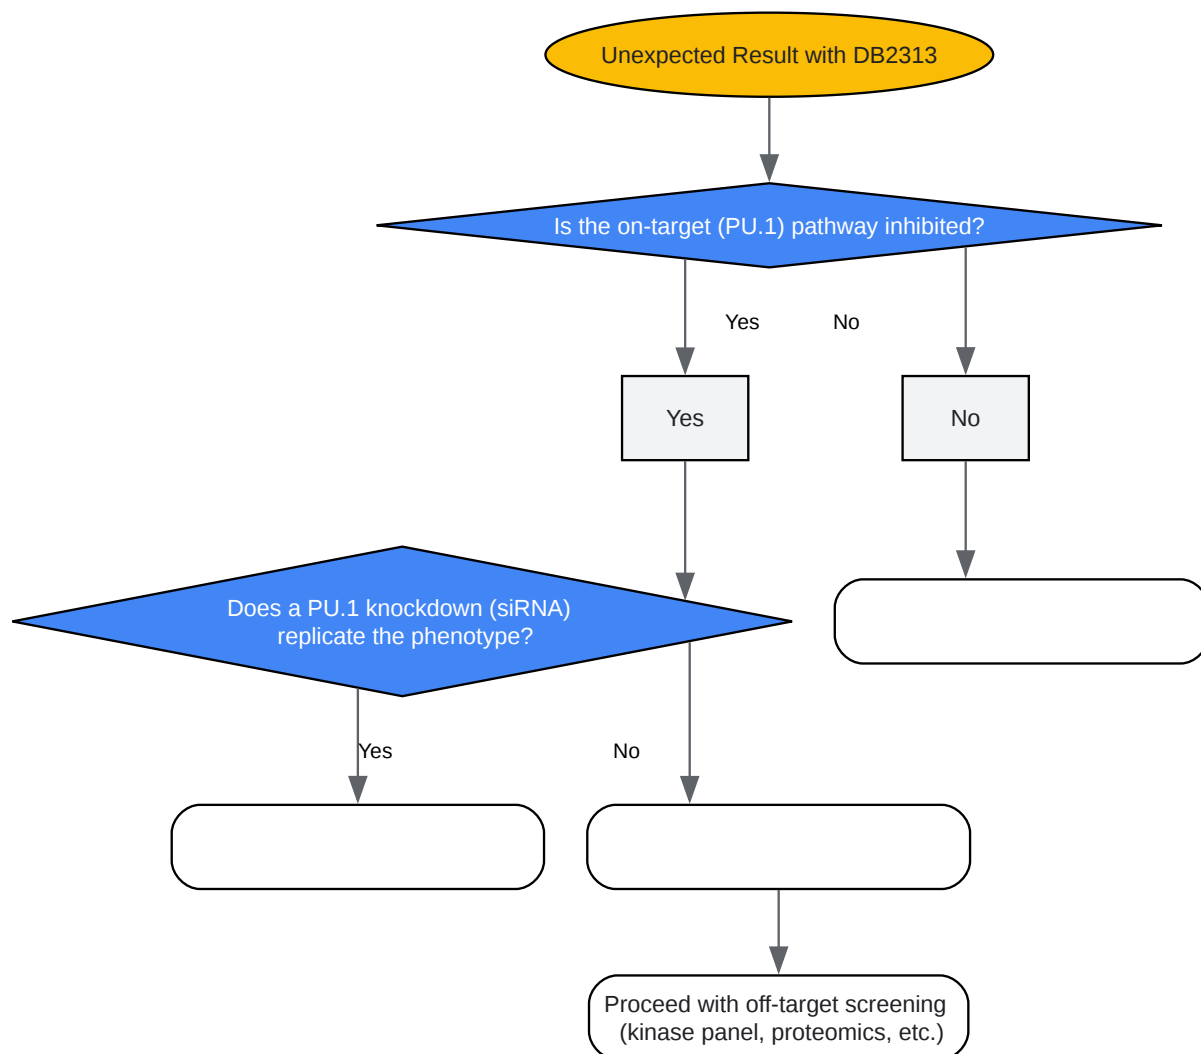 Unexpected Result with DB2313
Is the on-target (PU.1) pathway inhibited?
Yes
No
Yes
No
Does a PU.1 knockdown (siRNA)
replicate the phenotype?
Yes
No
Proceed with off-target screening
(kinase panel, proteomics, etc.)